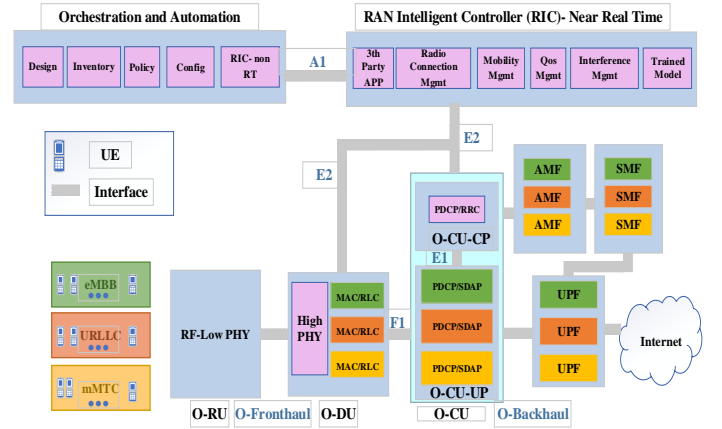 Orchestration and Automation
RAN Intelligent Controller (RIC)- Near Real Time
Design
Inventory
Policy
Config
RIC- non
RT
A1
3th
Party
APP
Radio
Connection
Mgmt
Mobility
Mgmt
Qos
Mgmt
Interference
Mgmt
Trained
Model
UE
Interface
E2
E2
AMF
AMF
AMF
SMF
SMF
SMF
PDCP/RRC
O-CU-CP
E1
eMBB
URLLC
mMTC
RF-Low PHY
High
PHY
MAC/RLC
MAC/RLC
MAC/RLC
F1
PDCP/SDAP
PDCP/SDAP
PDCP/SDAP
O-CU-UP
UPF
UPF
UPF
Internet
O-RU
O-Fronthaul
O-DU
O-CU
O-Backhaul